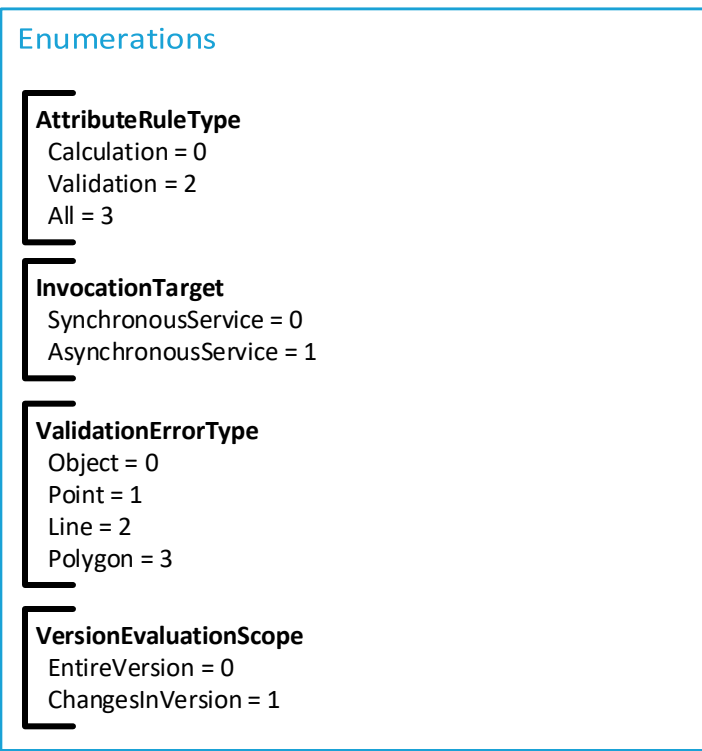 Enumerations
AttributeRuleType
Calculation = 0
Validation = 2
All = 3
InvocationTarget
SynchronousService = 0
AsynchronousService = 1
ValidationErrorType
Object = 0
Point = 1
Line = 2
Polygon = 3
VersionEvaluationScope
EntireVersion = 0
ChangesInVersion = 1